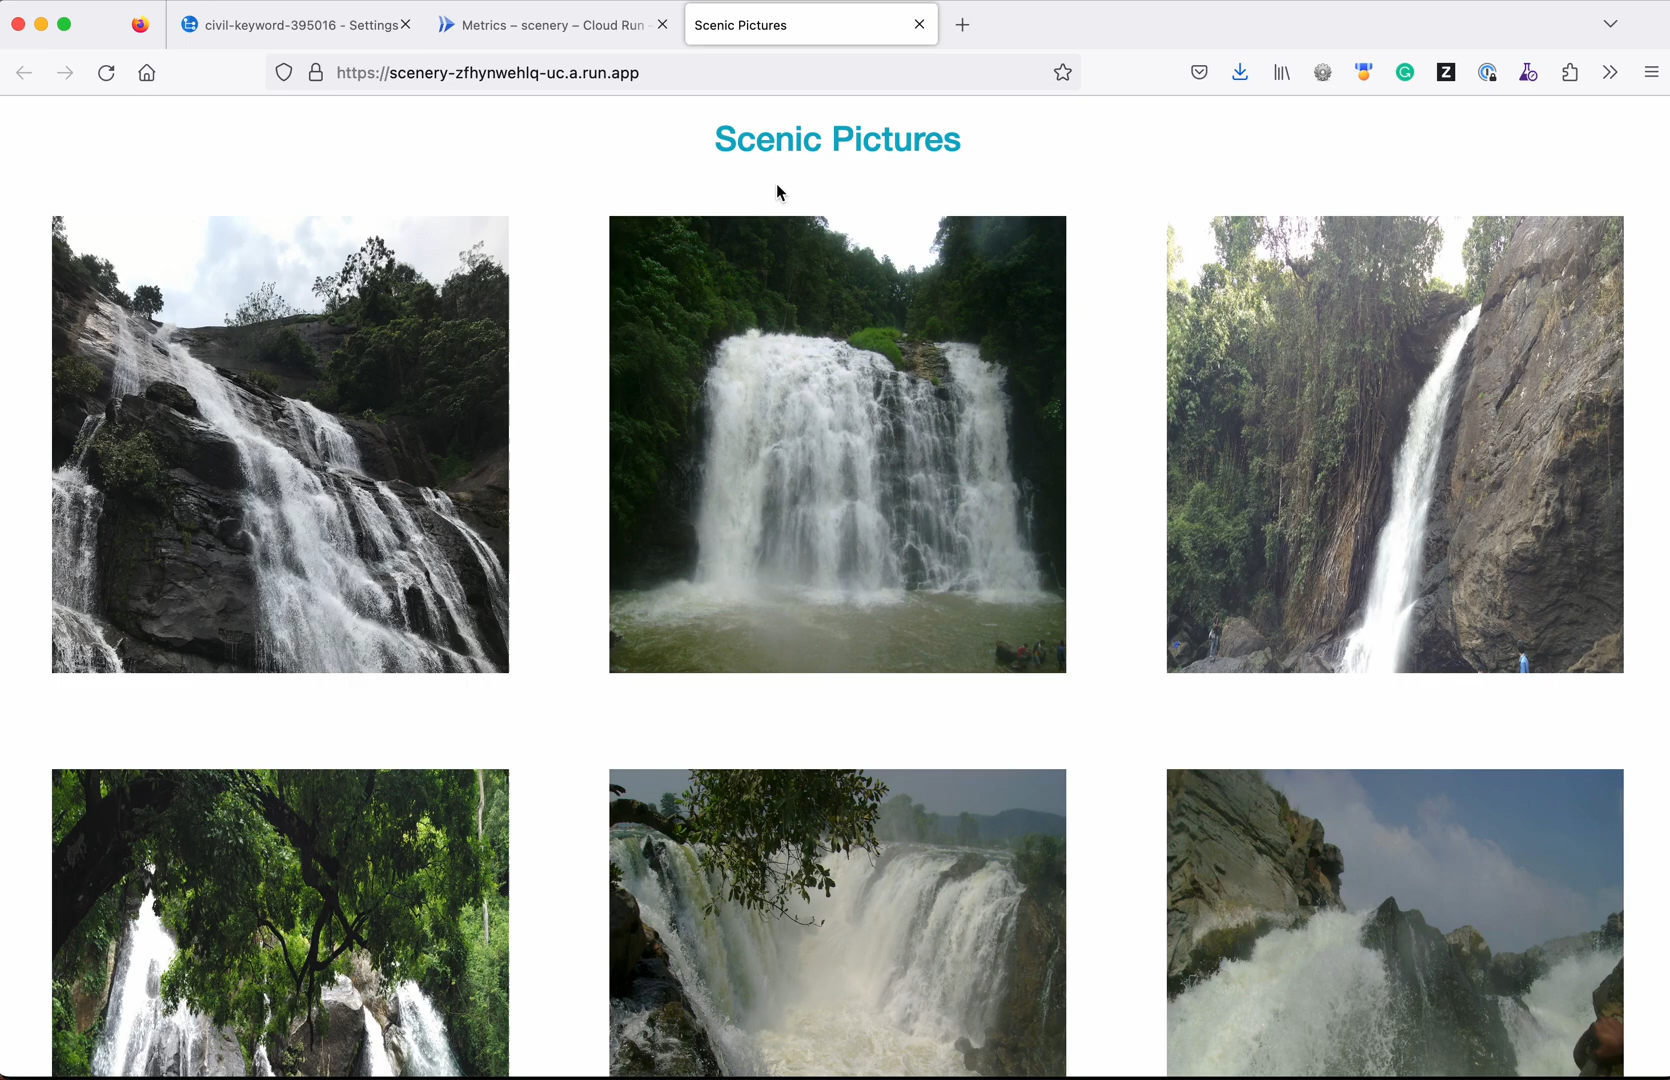 civil-keyword-395016 - Settings
Metrics – scenery – Cloud Run -
Scenic Pictures
https://scenery-zfhynwehlq-uc.a.run.app
Z
Scenic Pictures